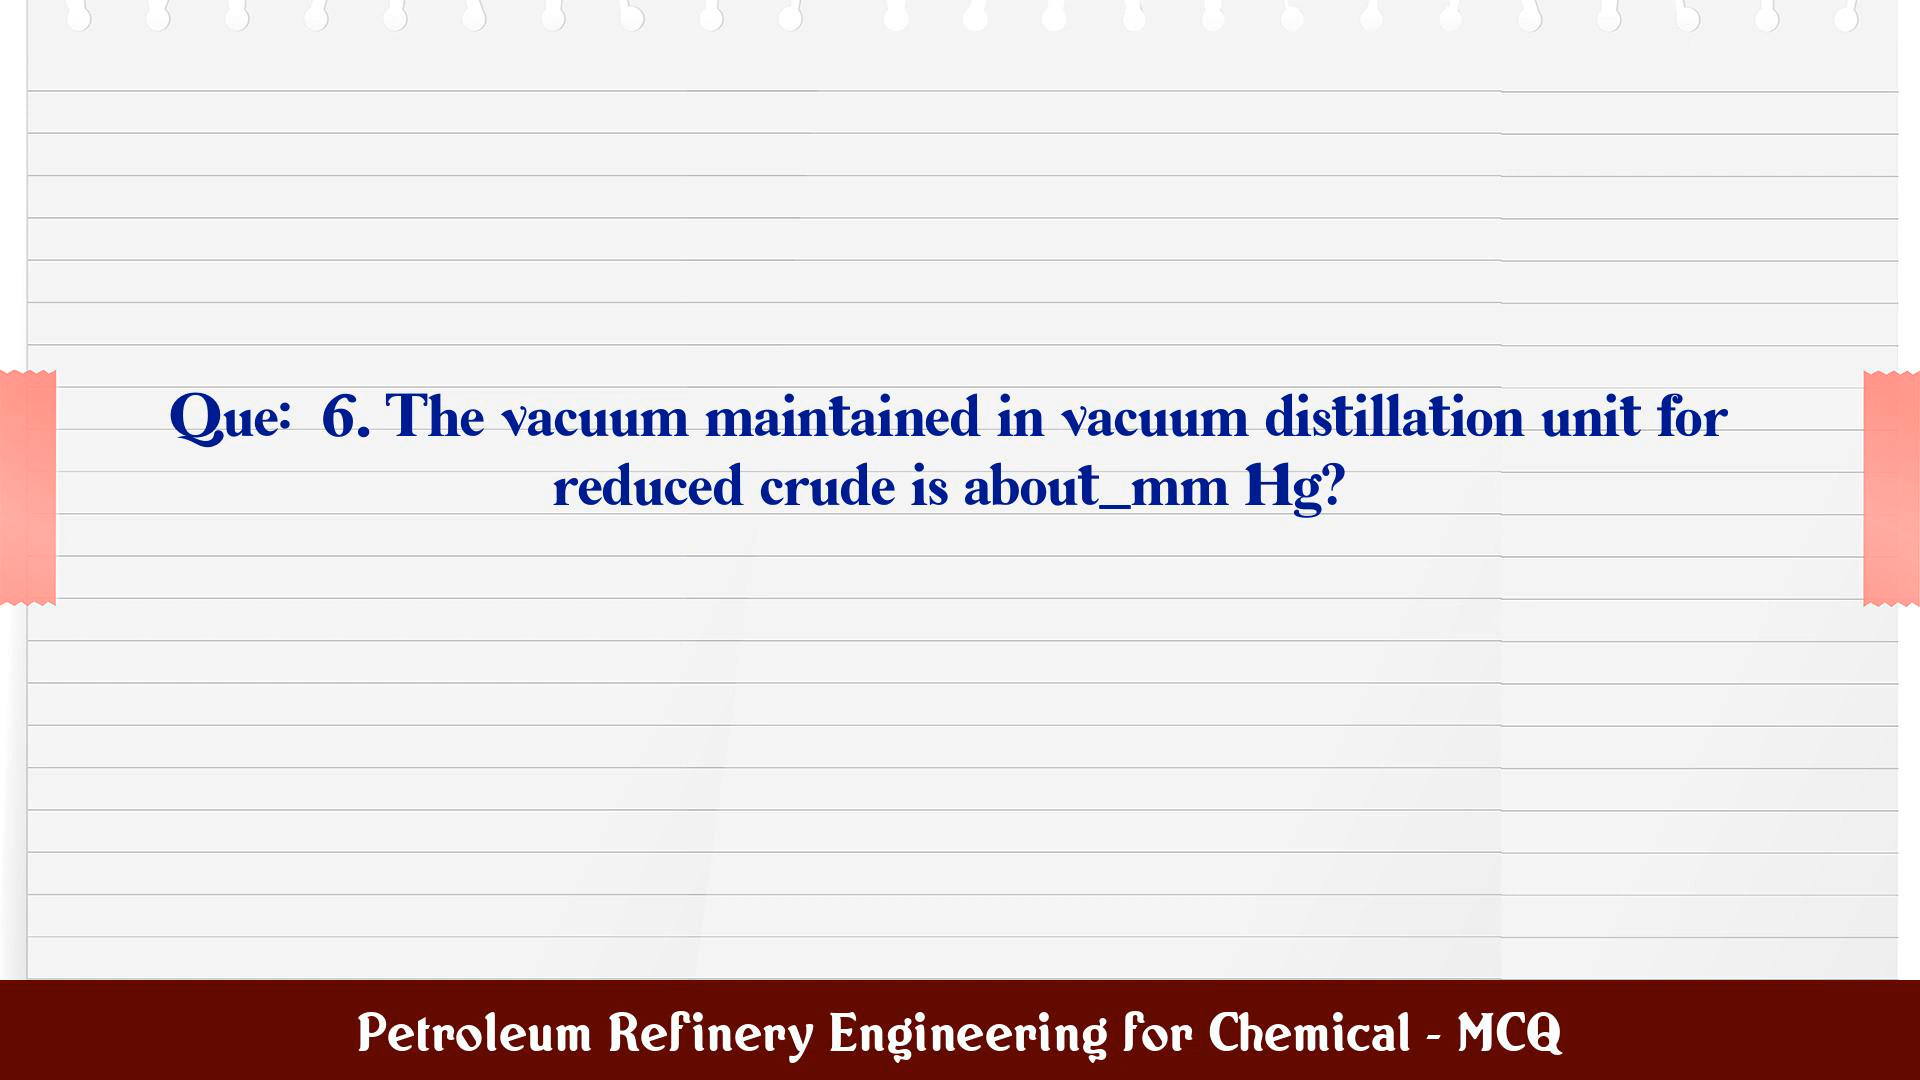 Que:  6. The vacuum maintained in vacuum distillation unit for
reduced crude is about_mm Hg?
Petroleum Refinery Engineering for Chemical - MCQ